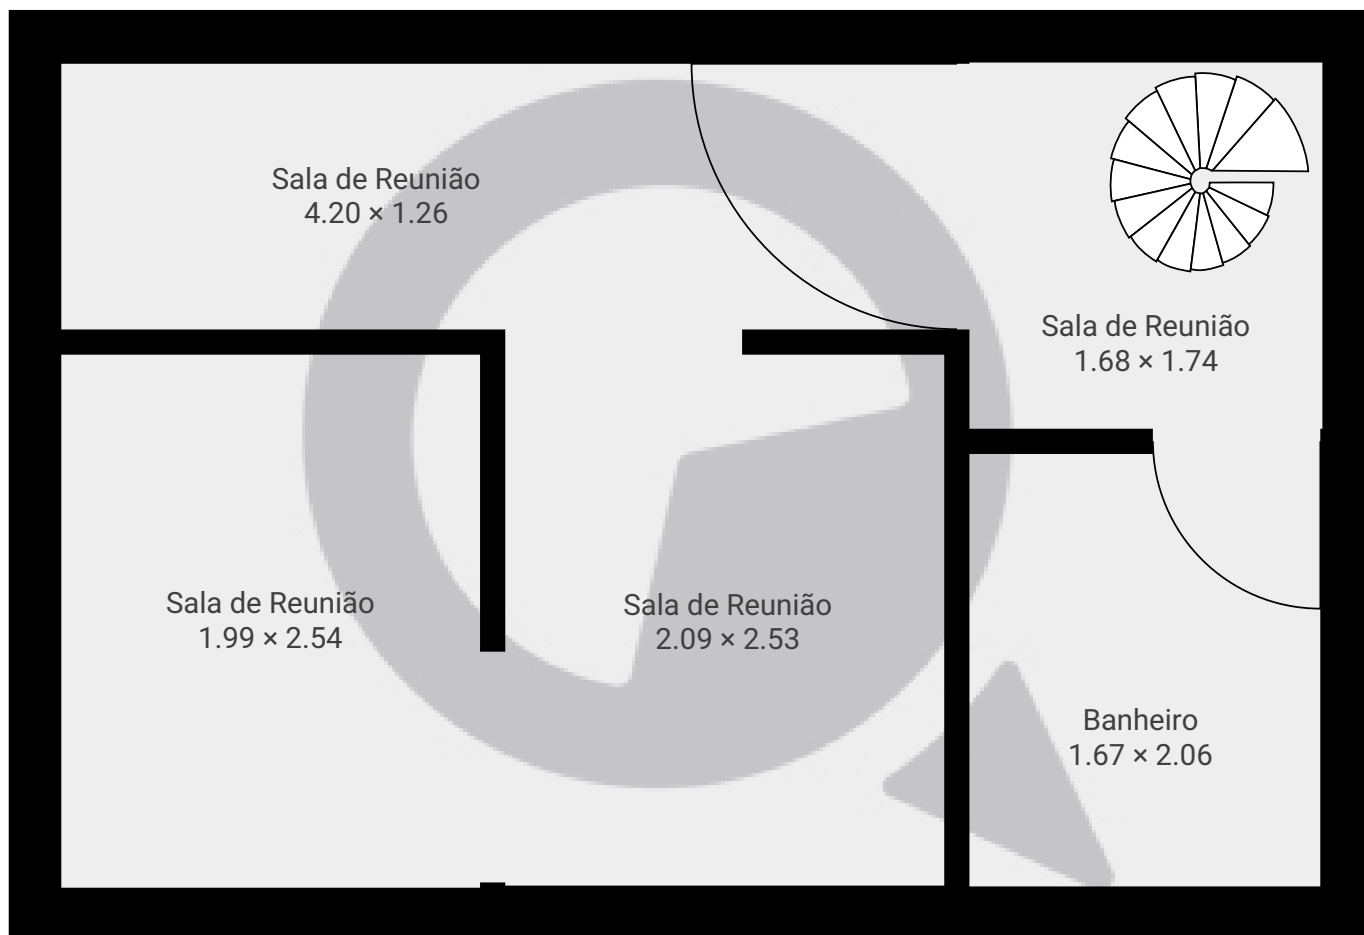 Sala de Reunião
4.20 × 1.26
Sala de Reunião
1.68 × 1.74
Sala de Reunião
1.99 × 2.54
Sala de Reunião
2.09 × 2.53
Banheiro
1.67 × 2.06